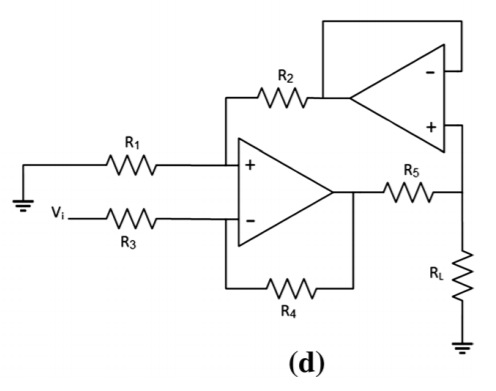 R2
-
+
R1
+
R5
Vi
-
R3
RL
R4
(d)